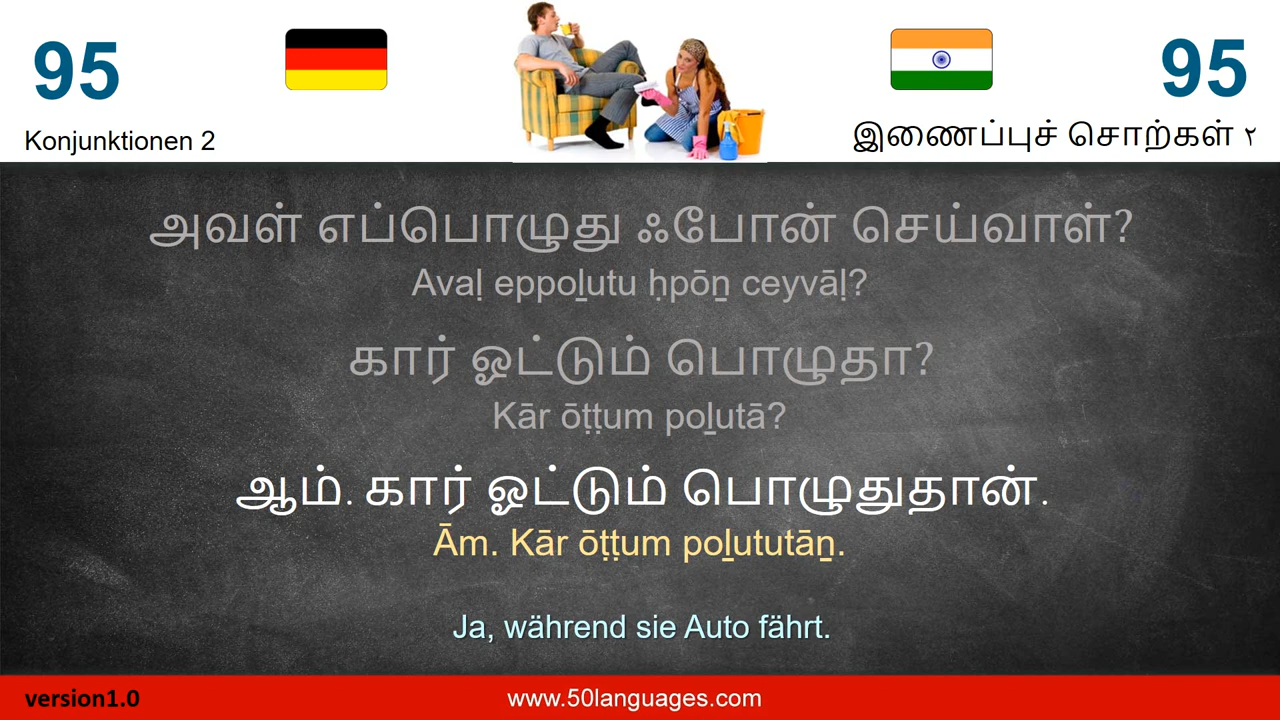 95
95
Konjunktionen 2
இணைப்புச் சொற்கள் ٢
அவள் எப்பொழுது ஃபோன் செய்வாள்?
Avaḷ eppoḻutu ḥpōṉ ceyvāḷ?
கார் ஓட்டும் பொழுதா?
Kār ōṭṭum poḻutā?
ஆம். கார் ஓட்டும் பொழுதுதான்.
Ām. Kār ōṭṭum poḻututāṉ.
Ja, während sie Auto fährt.
version1.0
www.50languages.com